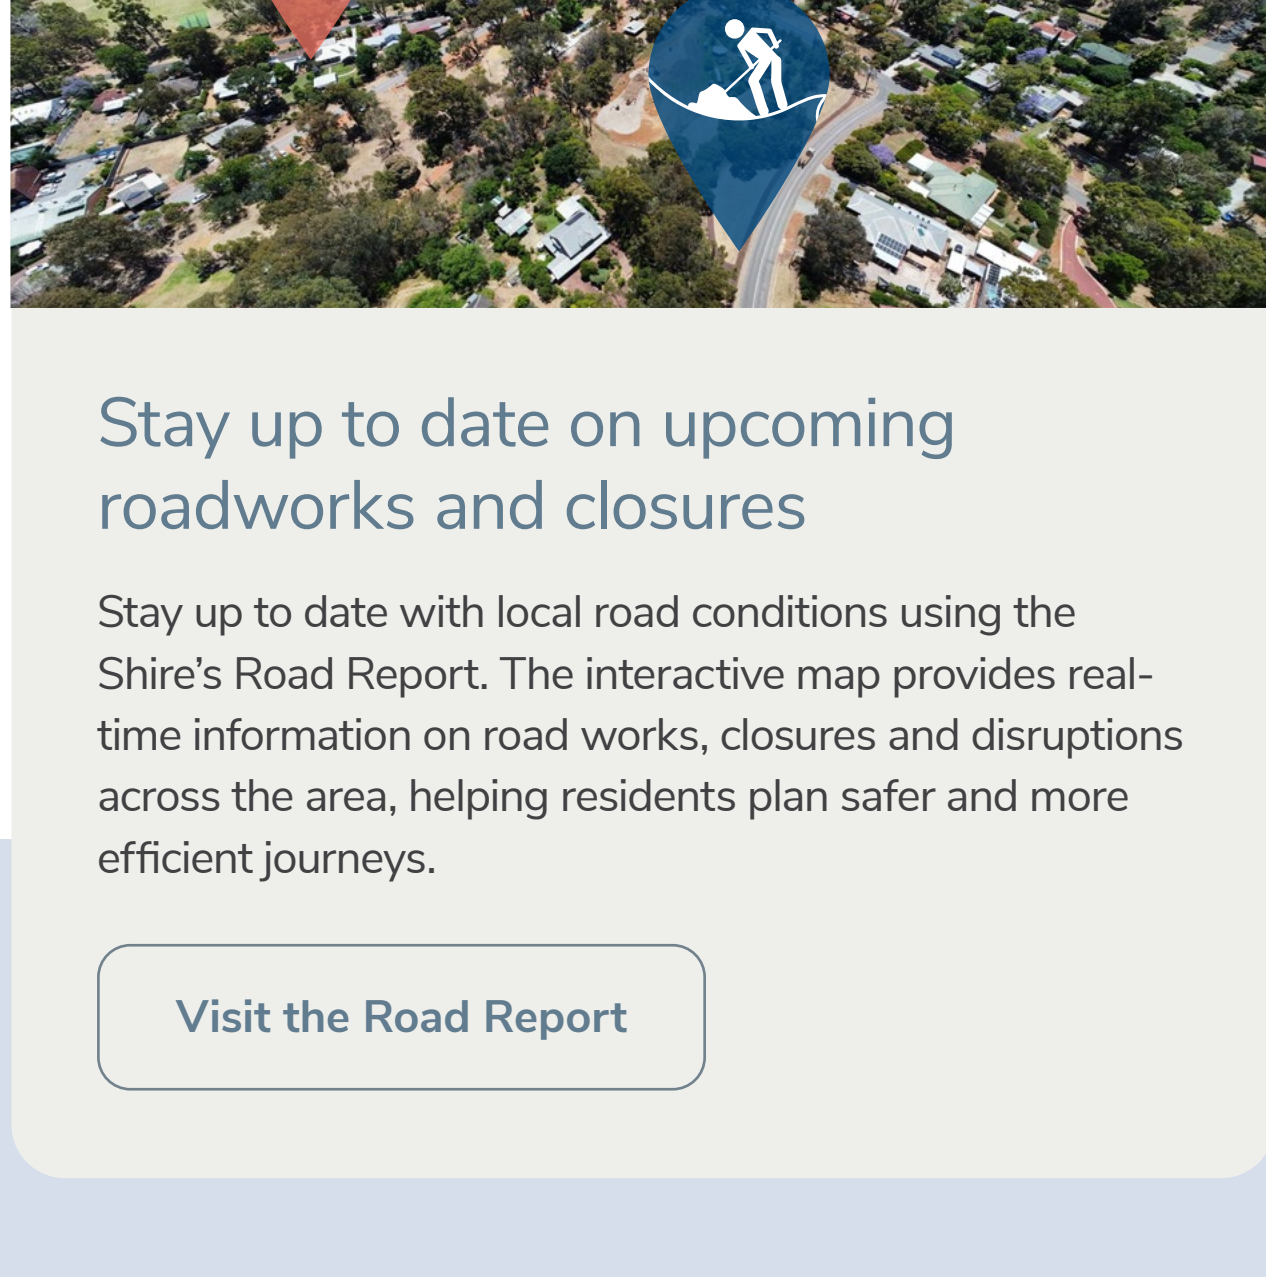 Stay up to date on upcoming
roadworks and closures
Stay up to date with local road conditions using the
Shire’s Road Report. The interactive map provides real-
time information on road works, closures and disruptions
across the area, helping residents plan safer and more
efficient journeys.
Visit the Road Report